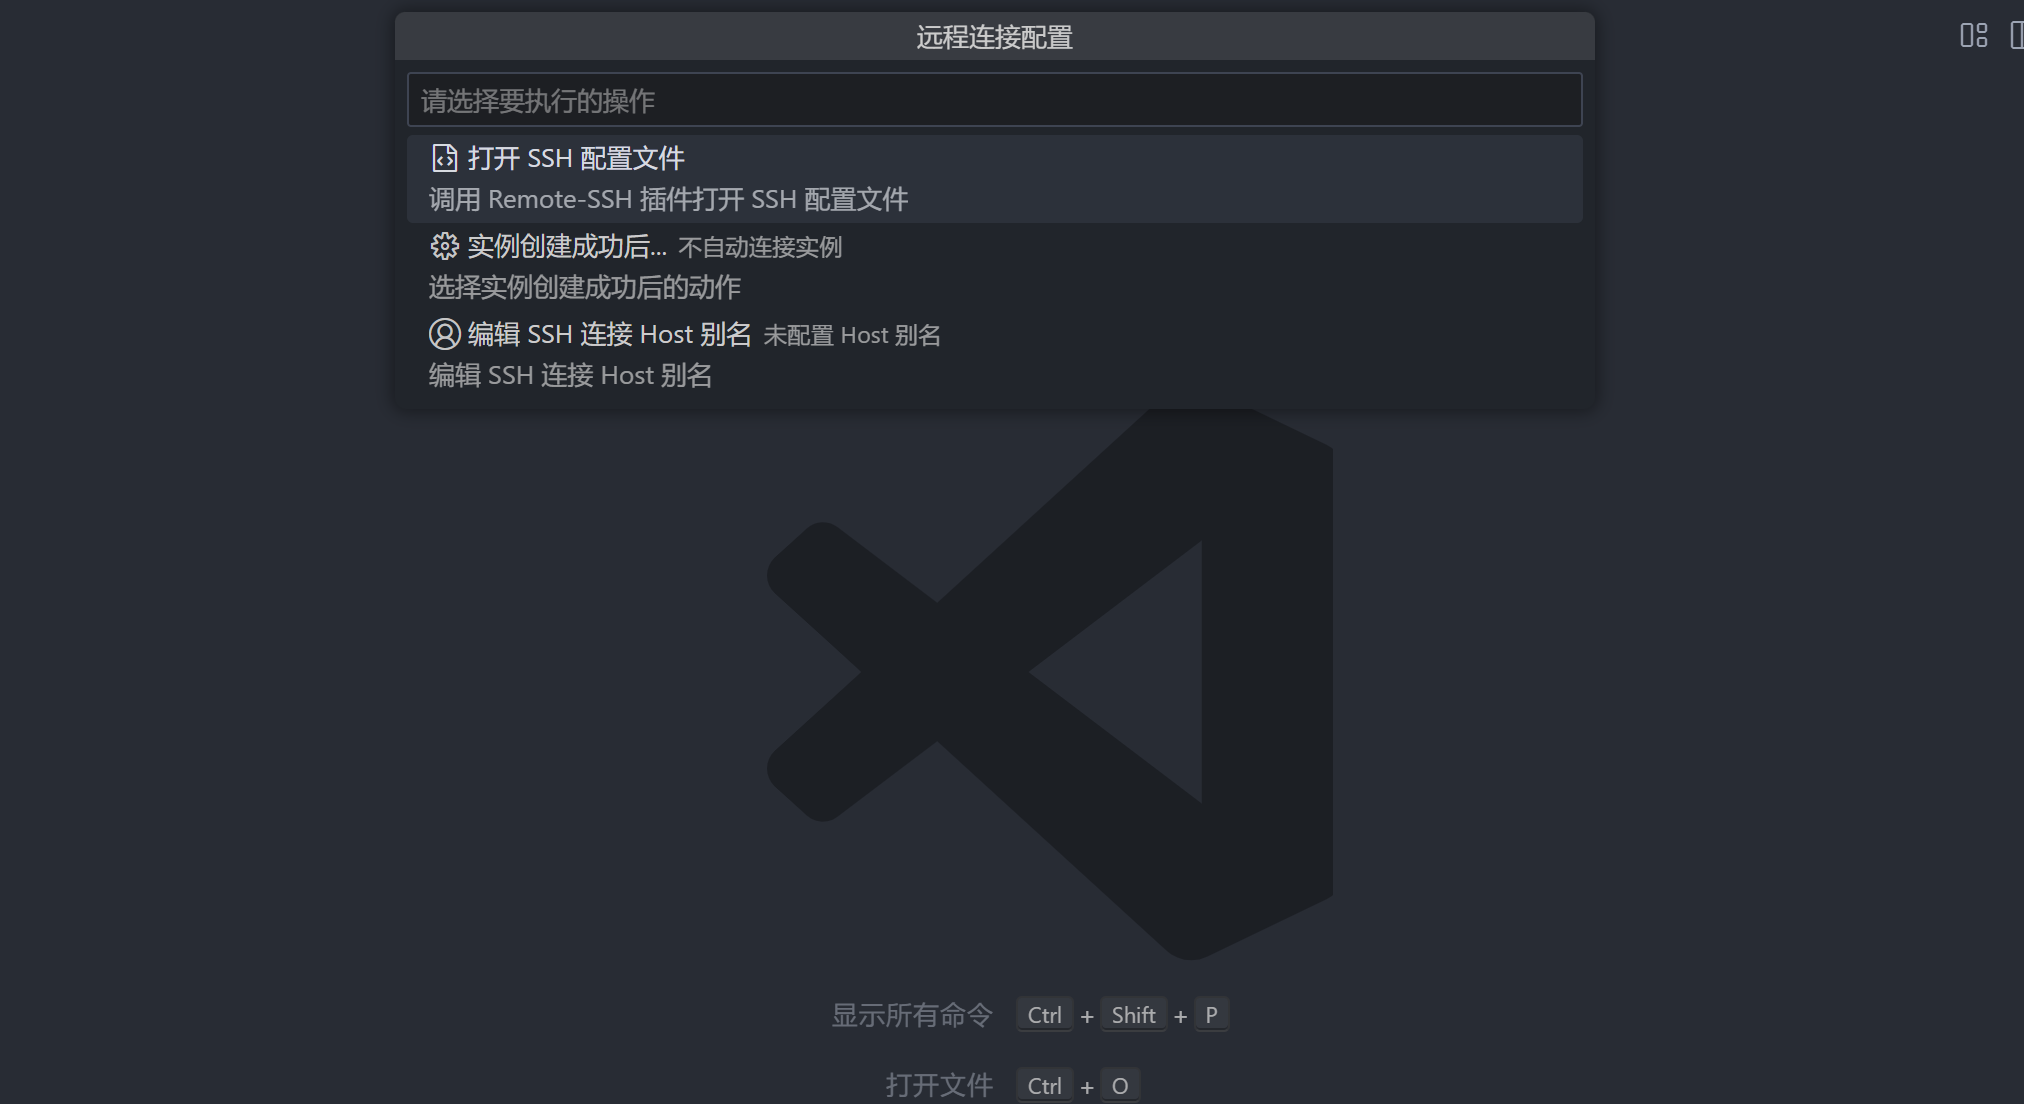 远程连接配置
请选择要执行的操作
打开 SSH 配置文件
调用 Remote-SSH 插件打开 SSH 配置文件
实例创建成功后... 不自动连接实例
选择实例创建成功后的动作
编辑 SSH 连接 Host 别名 未配置 Host 别名
编辑 SSH 连接 Host 别名
显示所有命令 Ctrl + Shift + P
打开文件 Ctrl + O